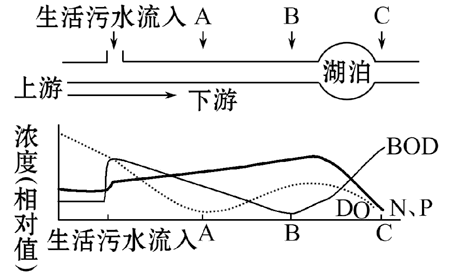 生活污水流入 A B C
湖泊
上游
下游
浓度(相对值)
BOD
DO N、P
生活污水流入 A B C